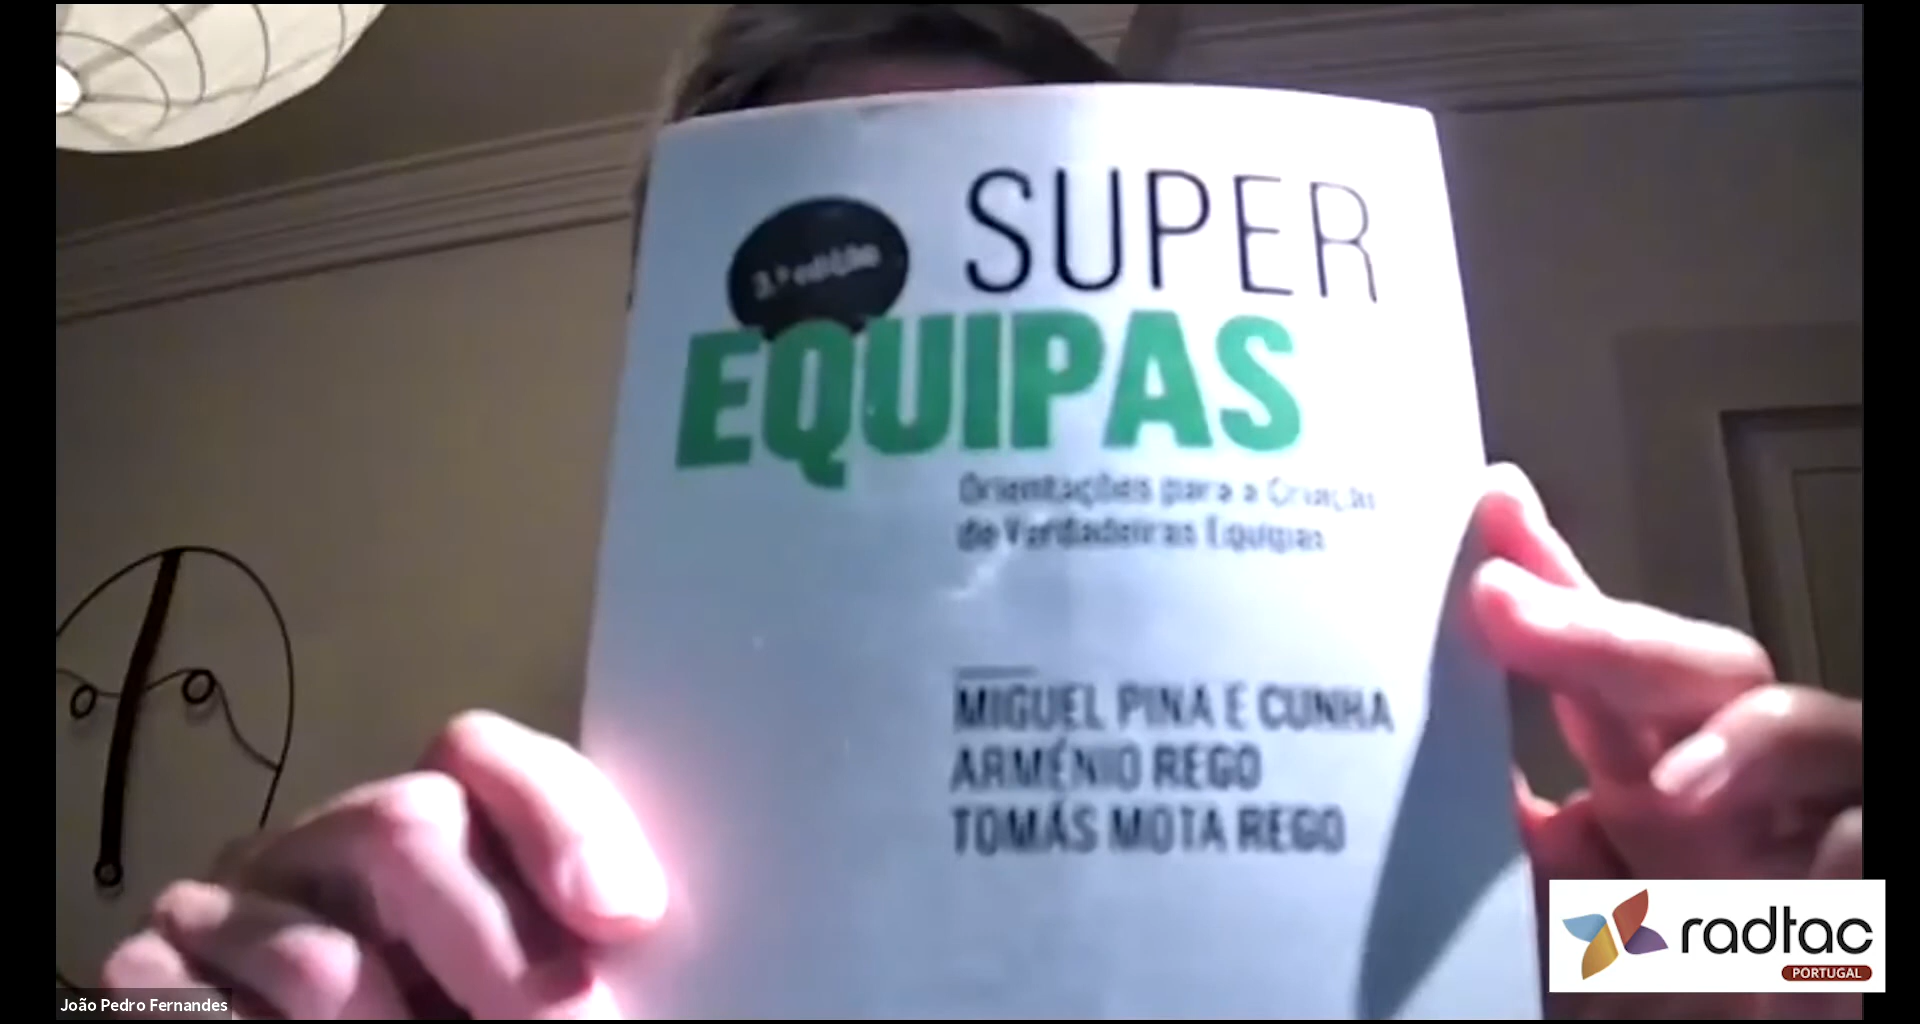 SUPER
3.ª edição
EQUIPAS
Orientações para a Criação
de Verdadeiras Equipas
MIGUEL PINA E CUNHA
ARMÉNIO REGO
TOMÁS MOTA REGO
radtac
PORTUGAL
João Pedro Fernandes